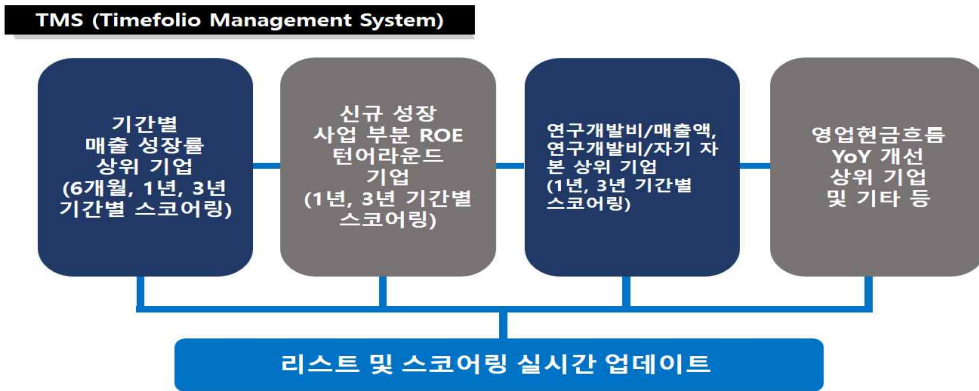 TMS (Timefolio Management System)
기간별
매출 성장률
상위 기업
(6개월, 1년, 3년
기간별 스코어링)
신규 성장
사업 부분 ROE
턴어라운드
기업
(1년, 3년 기간별
스코어링)
연구개발비/매출액,
연구개발비/자기 자
본 상위 기업
(1년, 3년 기간별
스코어링)
영업현금흐름
YoY 개선
상위 기업
및 기타 등
리스트 및 스코어링 실시간 업데이트